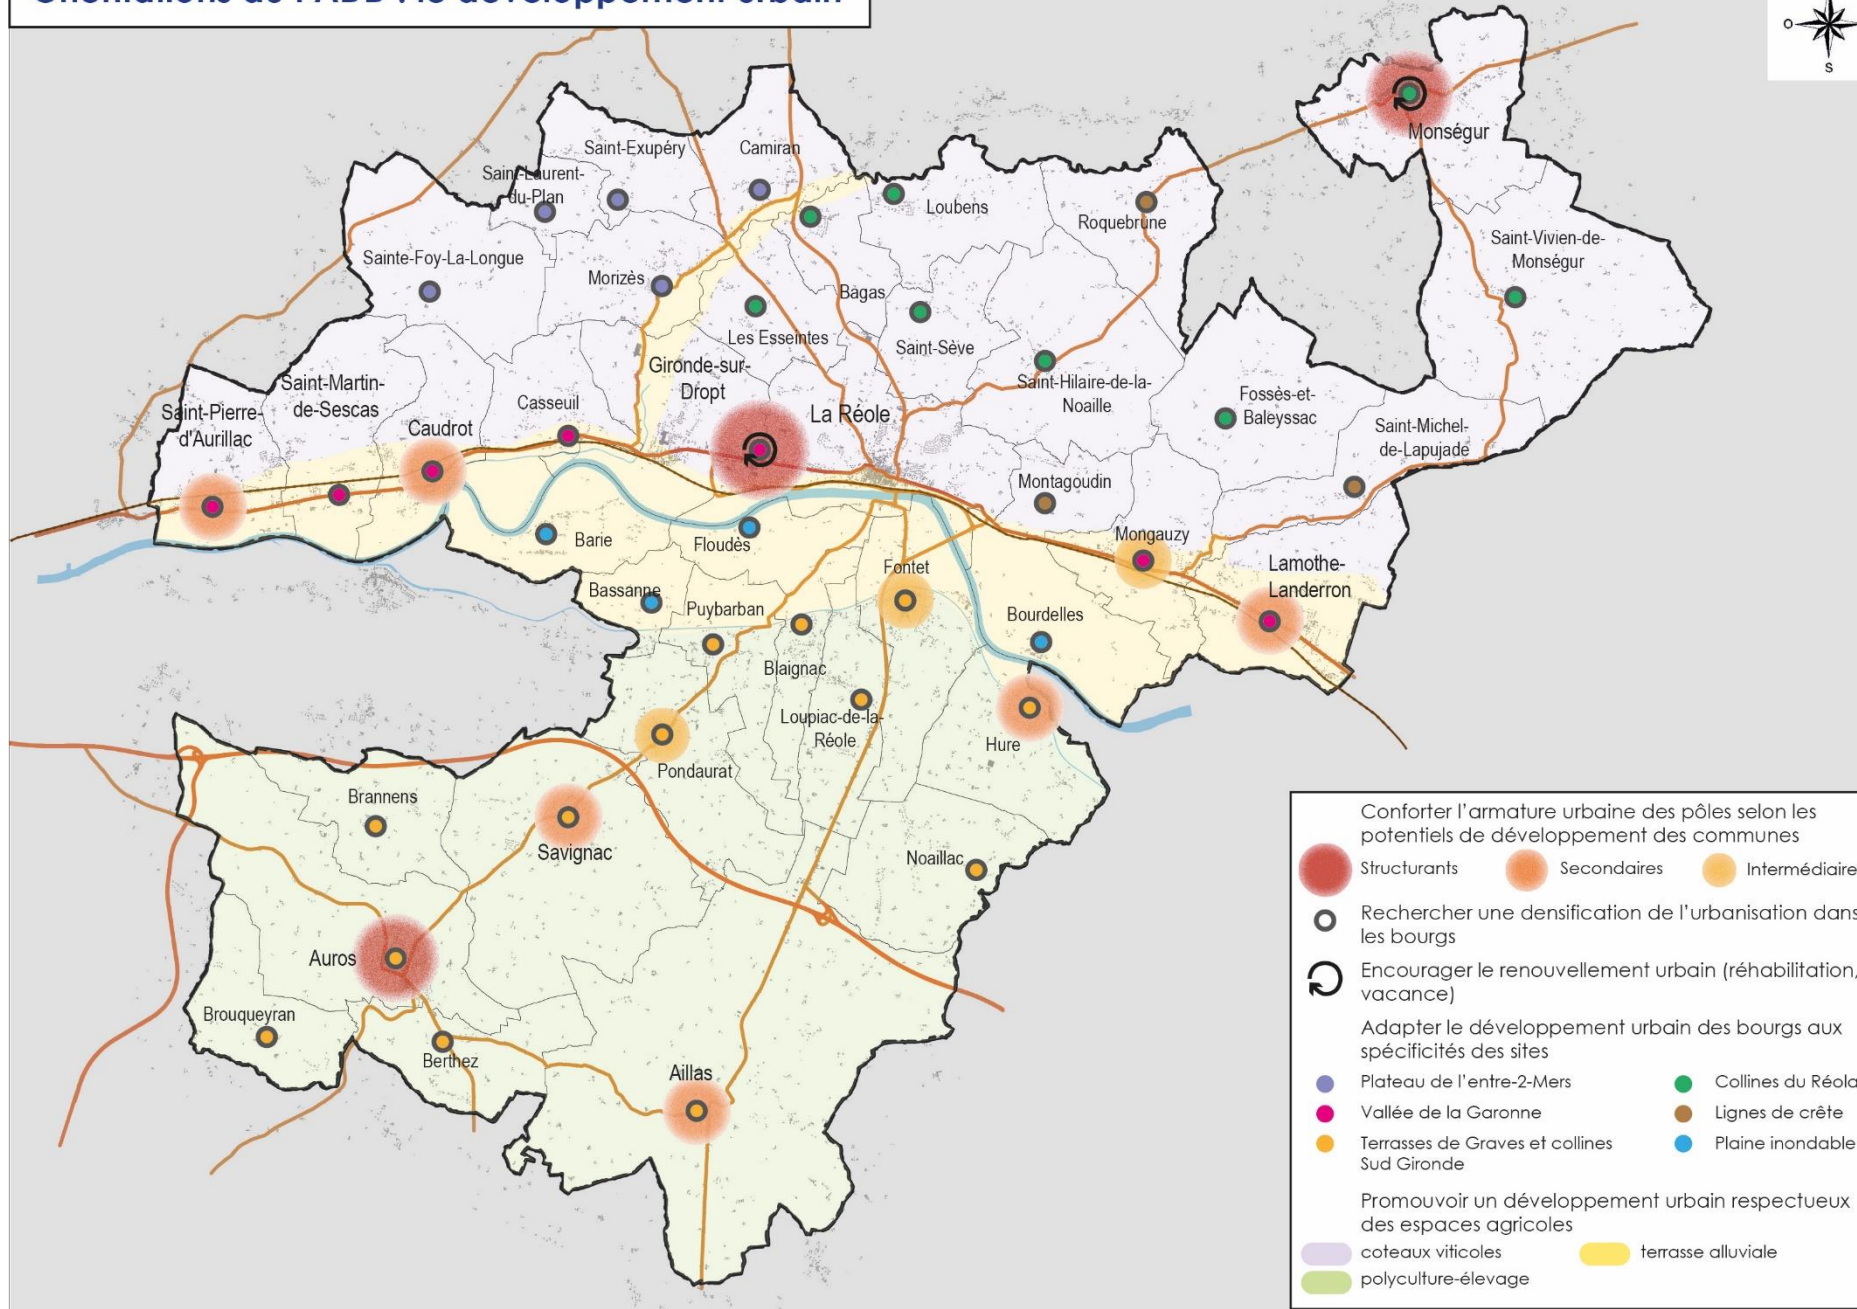 Orientations de l'ABD : le développement urbain
O
S
Monségur
Saint-Exupéry
Camiran
Saint-Laurent-
du-Plan
Loubens
Roquebrune
Saint-Vivien-de-
Monségur
Sainte-Foy-La-Longue
Morizès
Bagas
Les Esseintes
Saint-Sève
Gironde-sur-
Dropt
Saint-Hilaire-de-la-
Noaille
Saint-Martin-
de-Sescas
Fossès-et-
Baleyssac
Saint-Pierre-
d'Aurillac
Casseuil
La Réole
Caudrot
Saint-Michel-
de-Lapujade
Montagoudin
Barie
Floudès
Mongauzy
Fontet
Lamothe-
Landerron
Bassanne
Puybarban
Bourdelles
Blaignac
Loupiac-de-la-
Réole
Hure
Pondaurat
Brannens
Savignac
Noaillac
Auros
Brouqueyran
Berthez
Aillas
Conforter l'armature urbaine des pôles selon les
potentiels de développement des communes
Structurants
Secondaires
Intermédiaire
Rechercher une densification de l'urbanisation dans
les bourgs
Encourager le renouvellement urbain (réhabilitation,
vacance)
Adapter le développement urbain des bourgs aux
spécificités des sites
Plateau de l'entre-2-Mers
Collines du Réola
Vallée de la Garonne
Lignes de crête
Terrasses de Graves et collines
Sud Gironde
Plaine inondable
Promouvoir un développement urbain respectueux
des espaces agricoles
coteaux viticoles
terrasse alluviale
polyculture-élevage